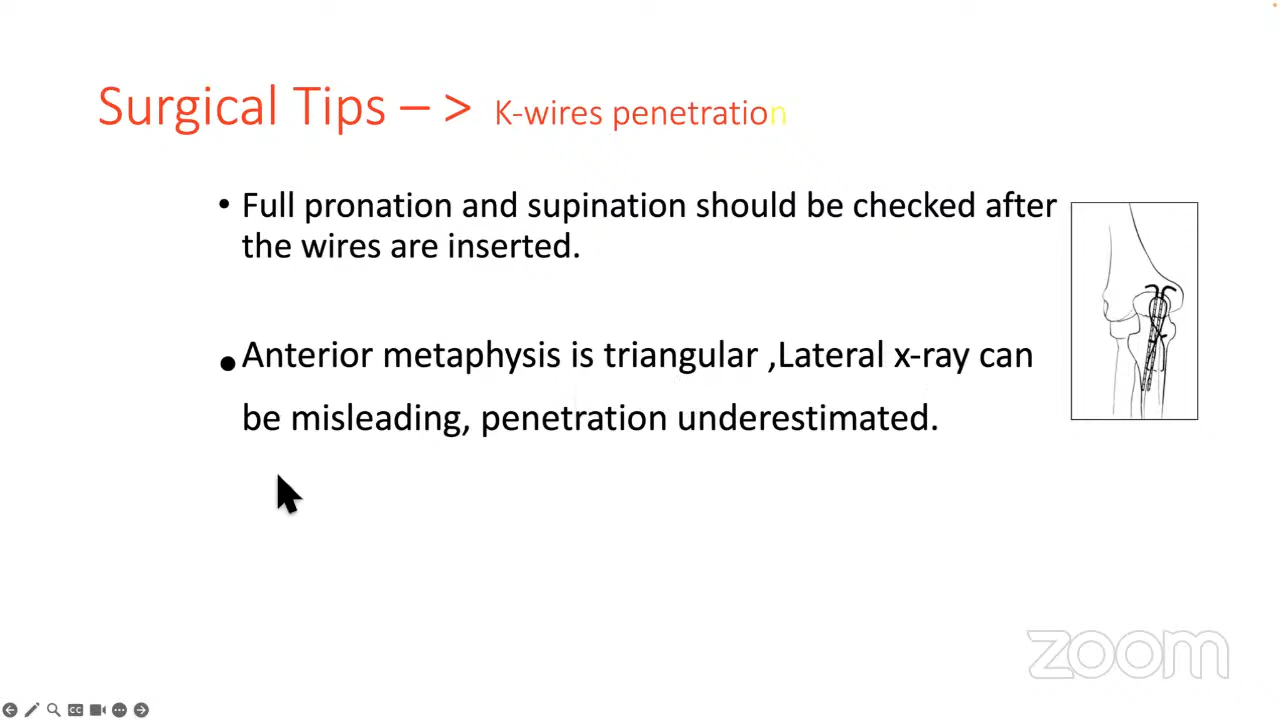 Surgical Tips – > K-wires penetration
• Full pronation and supination should be checked after
the wires are inserted.
• Anterior metaphysis is triangular ,Lateral x-ray can
be misleading, penetration underestimated.
zoom
CC